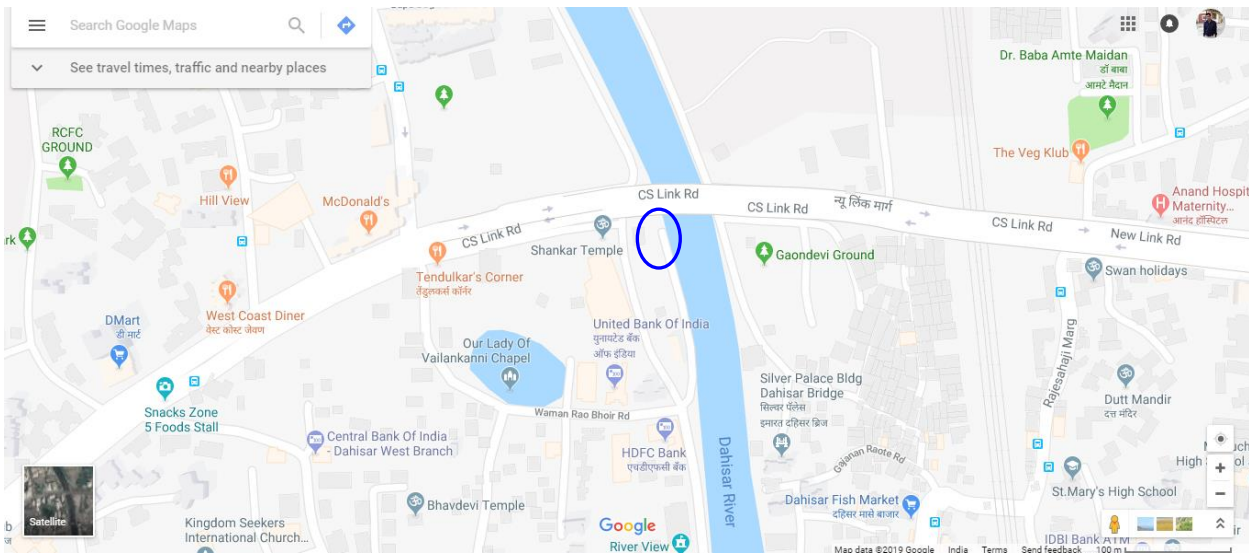 Search Google Maps
See travel times, traffic and nearby places
Dr. Baba Amte Maidan
डॉ बाबा
आमटे मैदान
RCFC
GROUND
The Veg Klub
Hill View
McDonald's
CS Link Rd
CS Link Rd
न्यू लिंक मार्ग
Anand Hospit
Maternity...
आनंद हॉस्पिटल
CS Link Rd
New Link Rd
CS Link Rd
Shankar Temple
Gaondevi Ground
Swan holidays
Tendulkar's Corner
तेंडुलकर्स कॉर्नर
West Coast Diner
वेस्ट कोस्ट जेवण
DMart
डी मार्ट
United Bank Of India
युनायटेड बँक
ऑफ इंडिया
Our Lady Of
Vailankanni Chapel
Rajesahaji Marg
Silver Palace Bldg
Dahisar Bridge
सिल्वर पॅलेस
इमारत दहिसर ब्रिज
Dutt Mandir
दत्त मंदिर
Snacks Zone
5 Foods Stall
Waman Rao Bhoir Rd
Central Bank Of India
- Dahisar West Branch
HDFC Bank
एचडीएफसी बँक
Dahisar River
Gajanan Raote Rd
High
St.Mary's High School
Bhavdevi Temple
Dahisar Fish Market
दहिसर मासे बाजार
Satellite
Kingdom Seekers
International Church...
Google
River View
IDBI Bank ATM
Map data ©2019 Google India Terms Send feedback 100 m